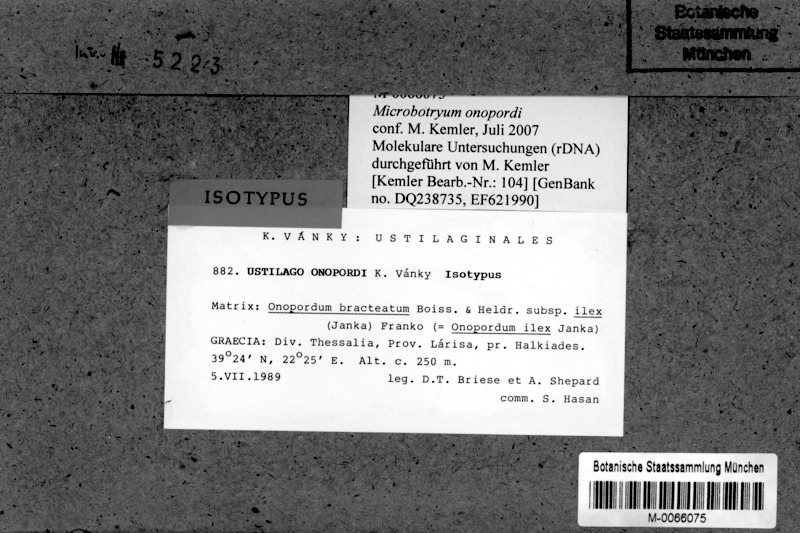 Botanische
Staatssammlung
München
5223
M-0066075
Microbotryum onopordi
conf. M. Kemler, Juli 2007
Molekulare Untersuchungen (rDNA)
durchgeführt von M. Kemler
[Kemler Bearb.-Nr.: 104] [GenBank
no. DQ238735, EF621990]
ISOTYPUS
K. VÁNKY: USTILAGINALES
882. USTILAGO ONOPORDI K. Vánky Isotypus
Matrix: Onopordum bracteatum Boiss. & Heldr. subsp. ilex
(Janka) Franko (= Onopordum ilex Janka)
GRAECIA: Div. Thessalia, Prov. Lárisa, pr. Halkiades.
39°24' N, 22°25' E. Alt. c. 250 m.
5.VII.1989 leg. D.T. Briese et A. Shepard
comm. S. Hasan
Botanische Staatssammlung München
M-0066075